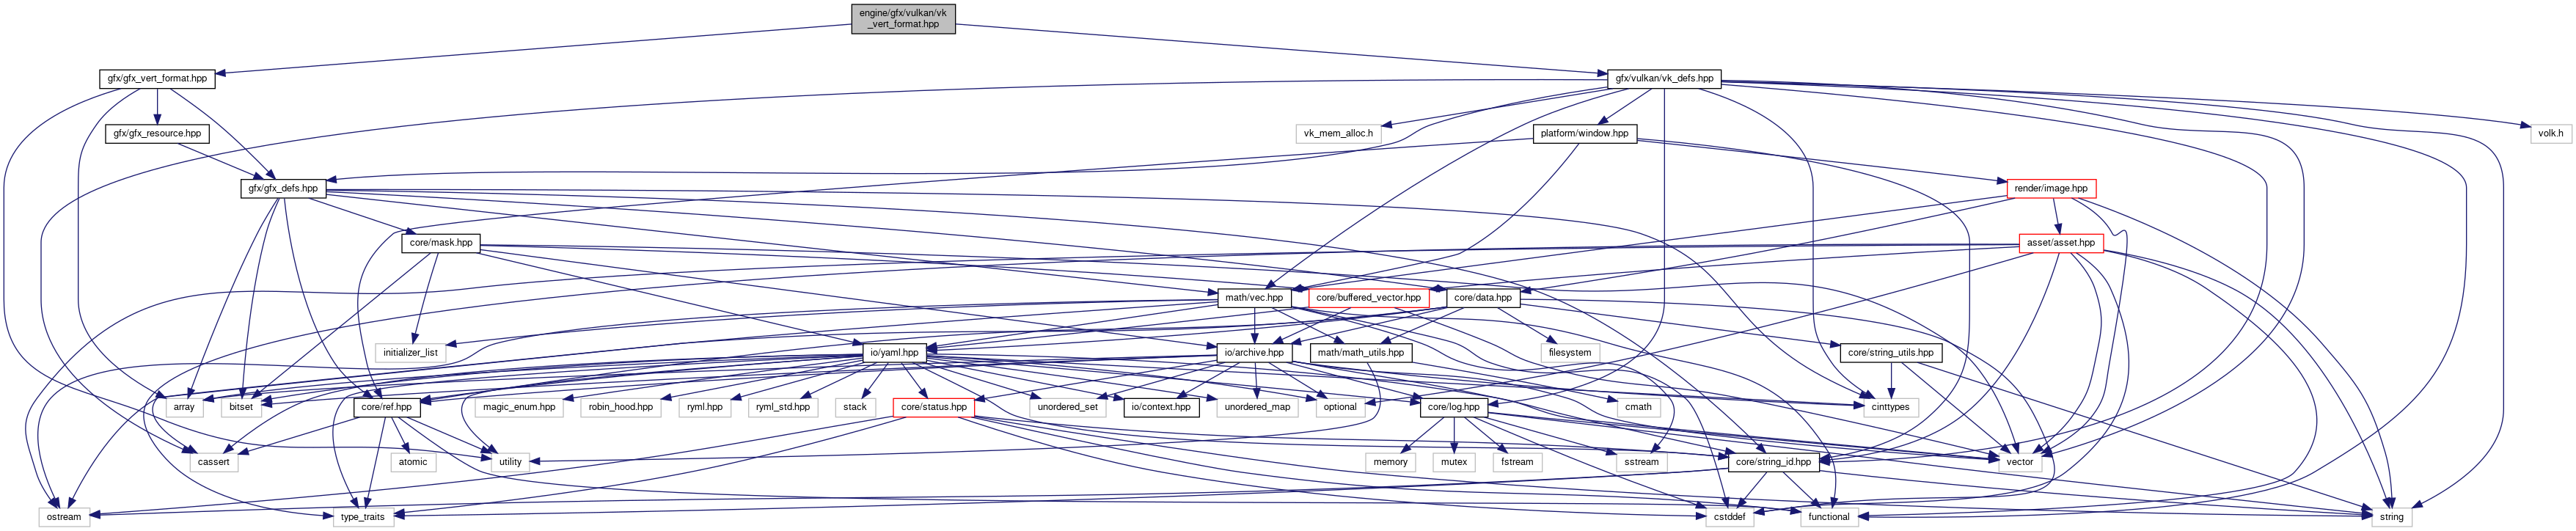 engine/gfx/vulkan/vk
_vert_format.hpp
gfx/gfx_vert_format.hpp
gfx/vulkan/vk_defs.hpp
gfx/gfx_resource.hpp
vk_mem_alloc.h
platform/window.hpp
volk.h
gfx/gfx_defs.hpp
render/image.hpp
core/mask.hpp
asset/asset.hpp
math/vec.hpp
core/buffered_vector.hpp
core/data.hpp
initializer_list
io/yaml.hpp
io/archive.hpp
math/math_utils.hpp
filesystem
core/string_utils.hpp
array
bitset
core/ref.hpp
magic_enum.hpp
robin_hood.hpp
ryml.hpp
ryml_std.hpp
stack
core/status.hpp
unordered_set
io/context.hpp
unordered_map
optional
core/log.hpp
cmath
cinttypes
cassert
atomic
utility
memory
mutex
fstream
sstream
core/string_id.hpp
vector
ostream
type_traits
cstddef
functional
string